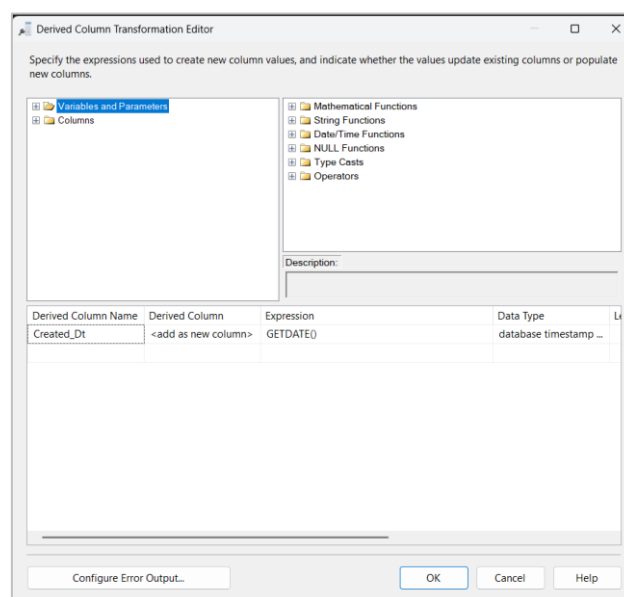 Derived Column Transformation Editor
Specify the expressions used to create new column values, and indicate whether the values update existing columns or populate
new columns.
Variables and Parameters
Columns
Mathematical Functions
String Functions
Date/Time Functions
NULL Functions
Type Casts
Operators
Description:
Derived Column Name Derived Column Expression Data Type Le
Created_Dt <add as new column> GETDATE() database timestamp ...
Configure Error Output... OK Cancel Help